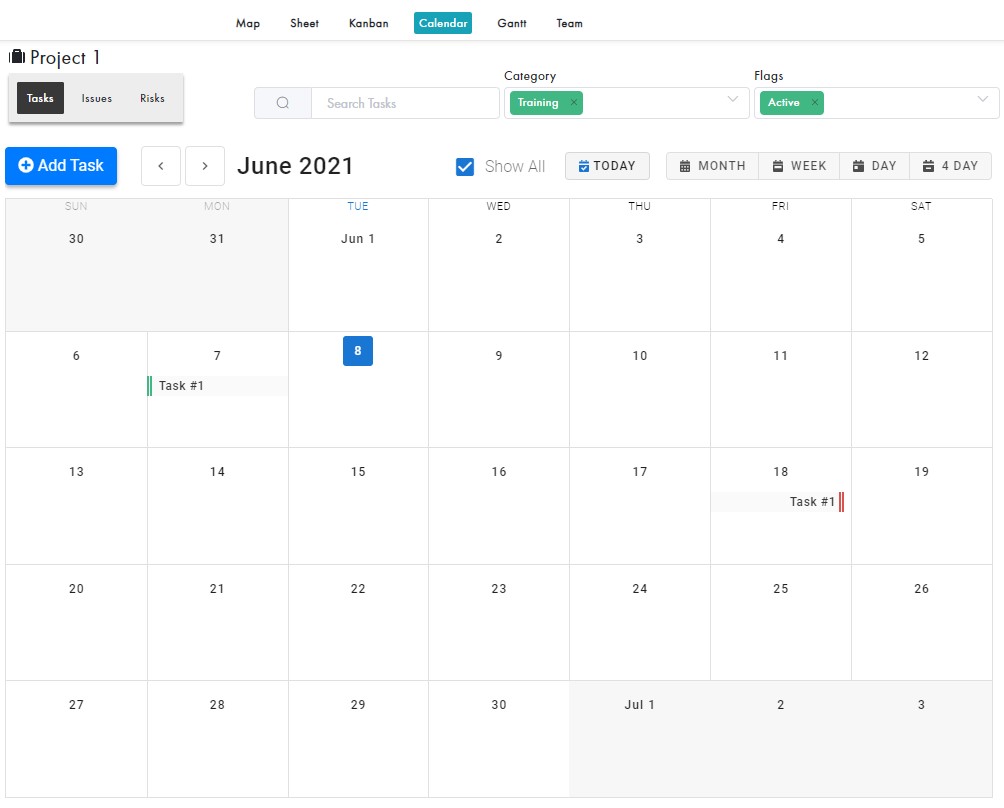 Map Sheet Kanban Calendar Gantt Team
Project 1
Tasks Issues Risks
Category
Flags
Search Tasks
Training ×
Active ×
Add Task
< >
June 2021
Show All
TODAY
MONTH WEEK DAY 4 DAY
SUN MON TUE WED THU FRI SAT
30 31 Jun 1 2 3 4 5
6 7 8 9 10 11 12
Task #1
13 14 15 16 17 18 19
Task #1
20 21 22 23 24 25 26
27 28 29 30 Jul 1 2 3